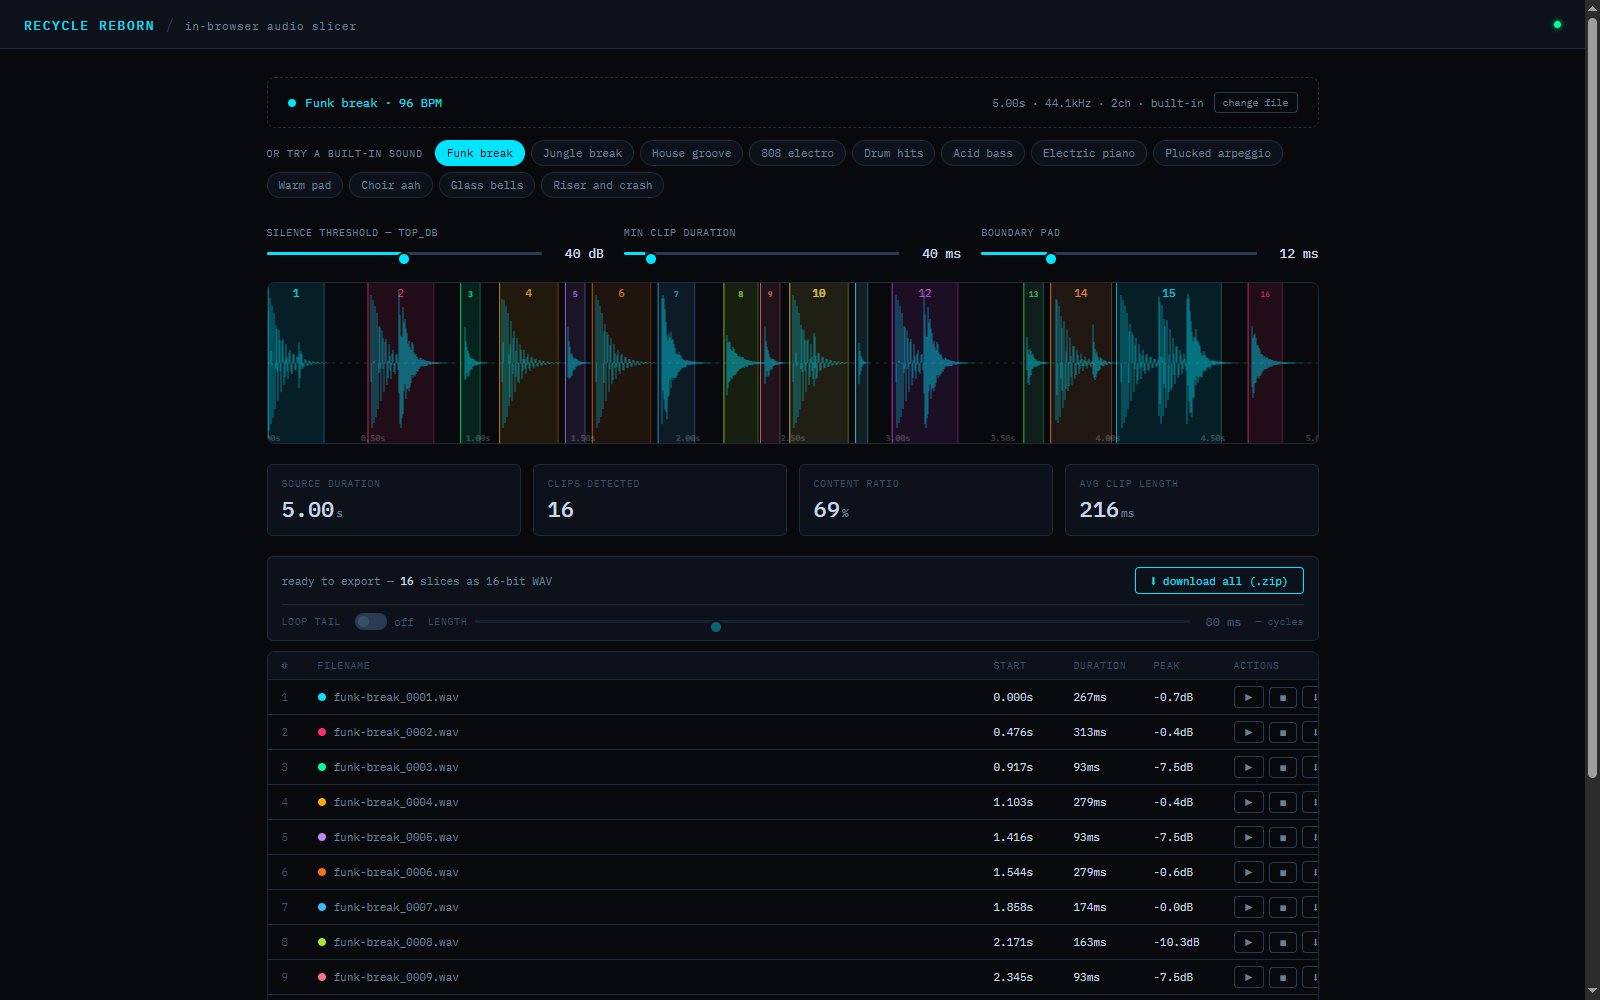 RECYCLE REBORN / in-browser audio slicer
Funk break · 96 BPM
5.00s · 44.1kHz · 2ch · built-in change file
OR TRY A BUILT-IN SOUND Funk break Jungle break House groove 808 electro Drum hits Acid bass Electric piano Plucked arpeggio
Warm pad Choir aah Glass bells Riser and crash
SILENCE THRESHOLD — TOP_DB MIN CLIP DURATION BOUNDARY PAD
40 dB 40 ms 12 ms
1 2 3 4 5 6 7 8 9 10 12 13 14 15 16
0.50s 1.00s 1.50s 2.00s 2.50s 3.00s 3.50s 4.00s 4.50s
SOURCE DURATION CLIPS DETECTED CONTENT RATIO AVG CLIP LENGTH
5.00s 16 69% 216ms
ready to export — 16 slices as 16-bit WAV ⬇ download all (.zip)
LOOP TAIL off LENGTH 80 ms — cycles
# FILENAME START DURATION PEAK ACTIONS
1 funk-break_0001.wav 0.000s 267ms -0.7dB
2 funk-break_0002.wav 0.476s 313ms -0.4dB
3 funk-break_0003.wav 0.917s 93ms -7.5dB
4 funk-break_0004.wav 1.103s 279ms -0.4dB
5 funk-break_0005.wav 1.416s 93ms -7.5dB
6 funk-break_0006.wav 1.544s 279ms -0.6dB
7 funk-break_0007.wav 1.858s 174ms -0.0dB
8 funk-break_0008.wav 2.171s 163ms -10.3dB
9 funk-break_0009.wav 2.345s 93ms -7.5dB